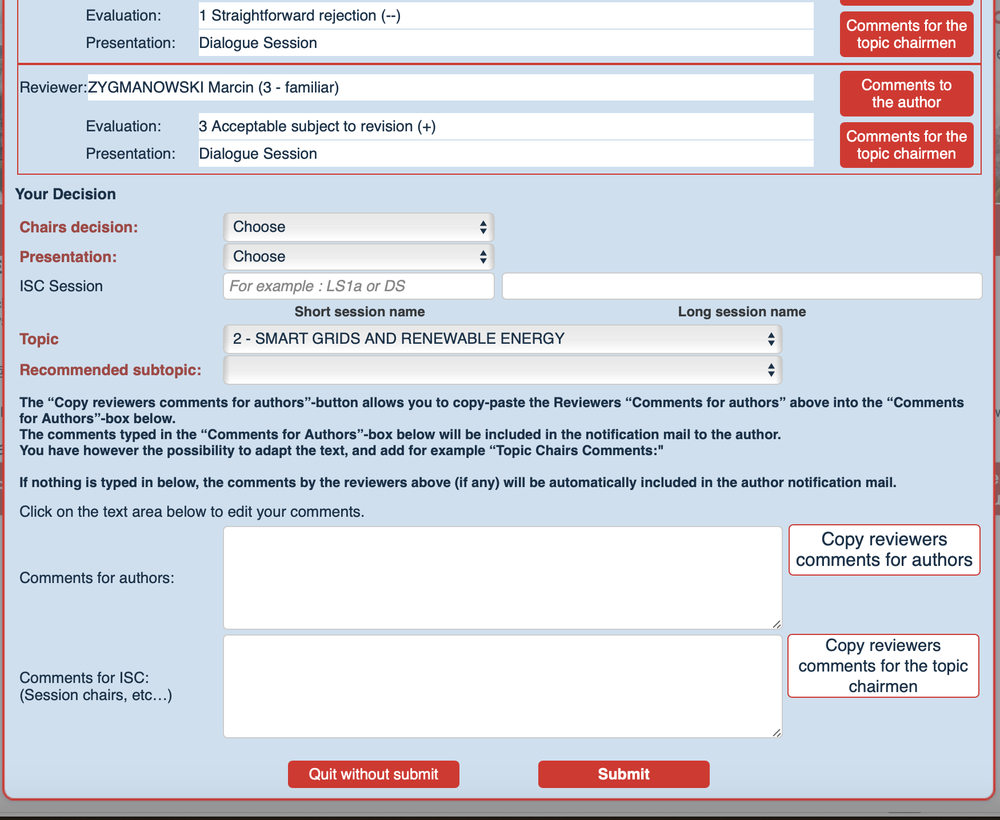 Evaluation: 1 Straightforward rejection (--)
Comments for the
topic chairmen
Presentation: Dialogue Session
Reviewer: ZYGMANOWSKI Marcin (3 - familiar)
Comments to
the author
Evaluation: 3 Acceptable subject to revision (+)
Comments for the
topic chairmen
Presentation: Dialogue Session
Your Decision
Chairs decision: Choose
Presentation: Choose
ISC Session For example : LS1a or DS
Short session name Long session name
Topic 2 - SMART GRIDS AND RENEWABLE ENERGY
Recommended subtopic:
The “Copy reviewers comments for authors”-button allows you to copy-paste the Reviewers “Comments for authors” above into the “Comments
for Authors”-box below.
The comments typed in the “Comments for Authors”-box below will be included in the notification mail to the author.
You have however the possibility to adapt the text, and add for example “Topic Chairs Comments:"
If nothing is typed in below, the comments by the reviewers above (if any) will be automatically included in the author notification mail.
Click on the text area below to edit your comments.
Comments for authors:
Copy reviewers
comments for authors
Comments for ISC:
(Session chairs, etc...)
Copy reviewers
comments for the topic
chairmen
Quit without submit Submit